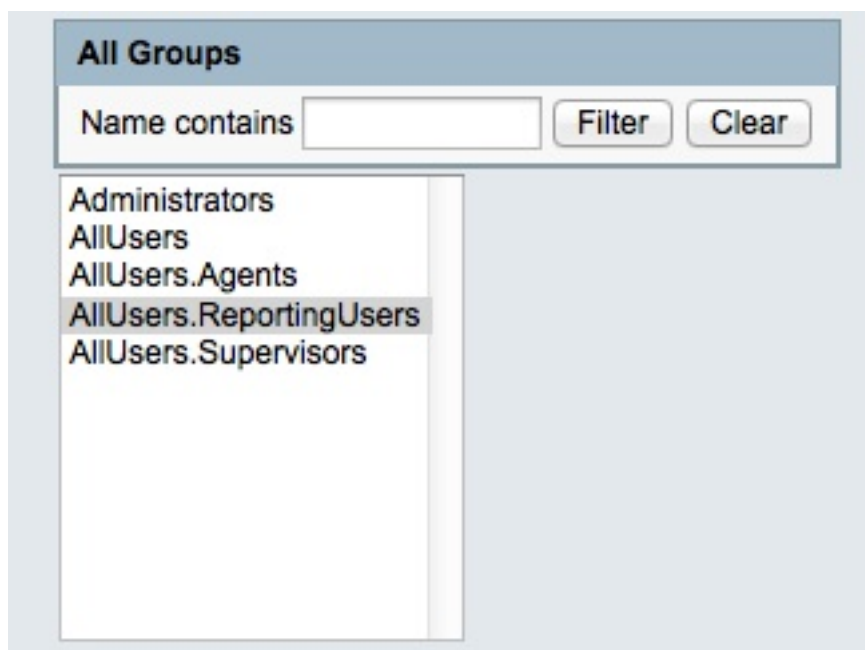 All Groups
Name contains Filter Clear
Administrators
AllUsers
AllUsers.Agents
AllUsers.ReportingUsers
AllUsers.Supervisors